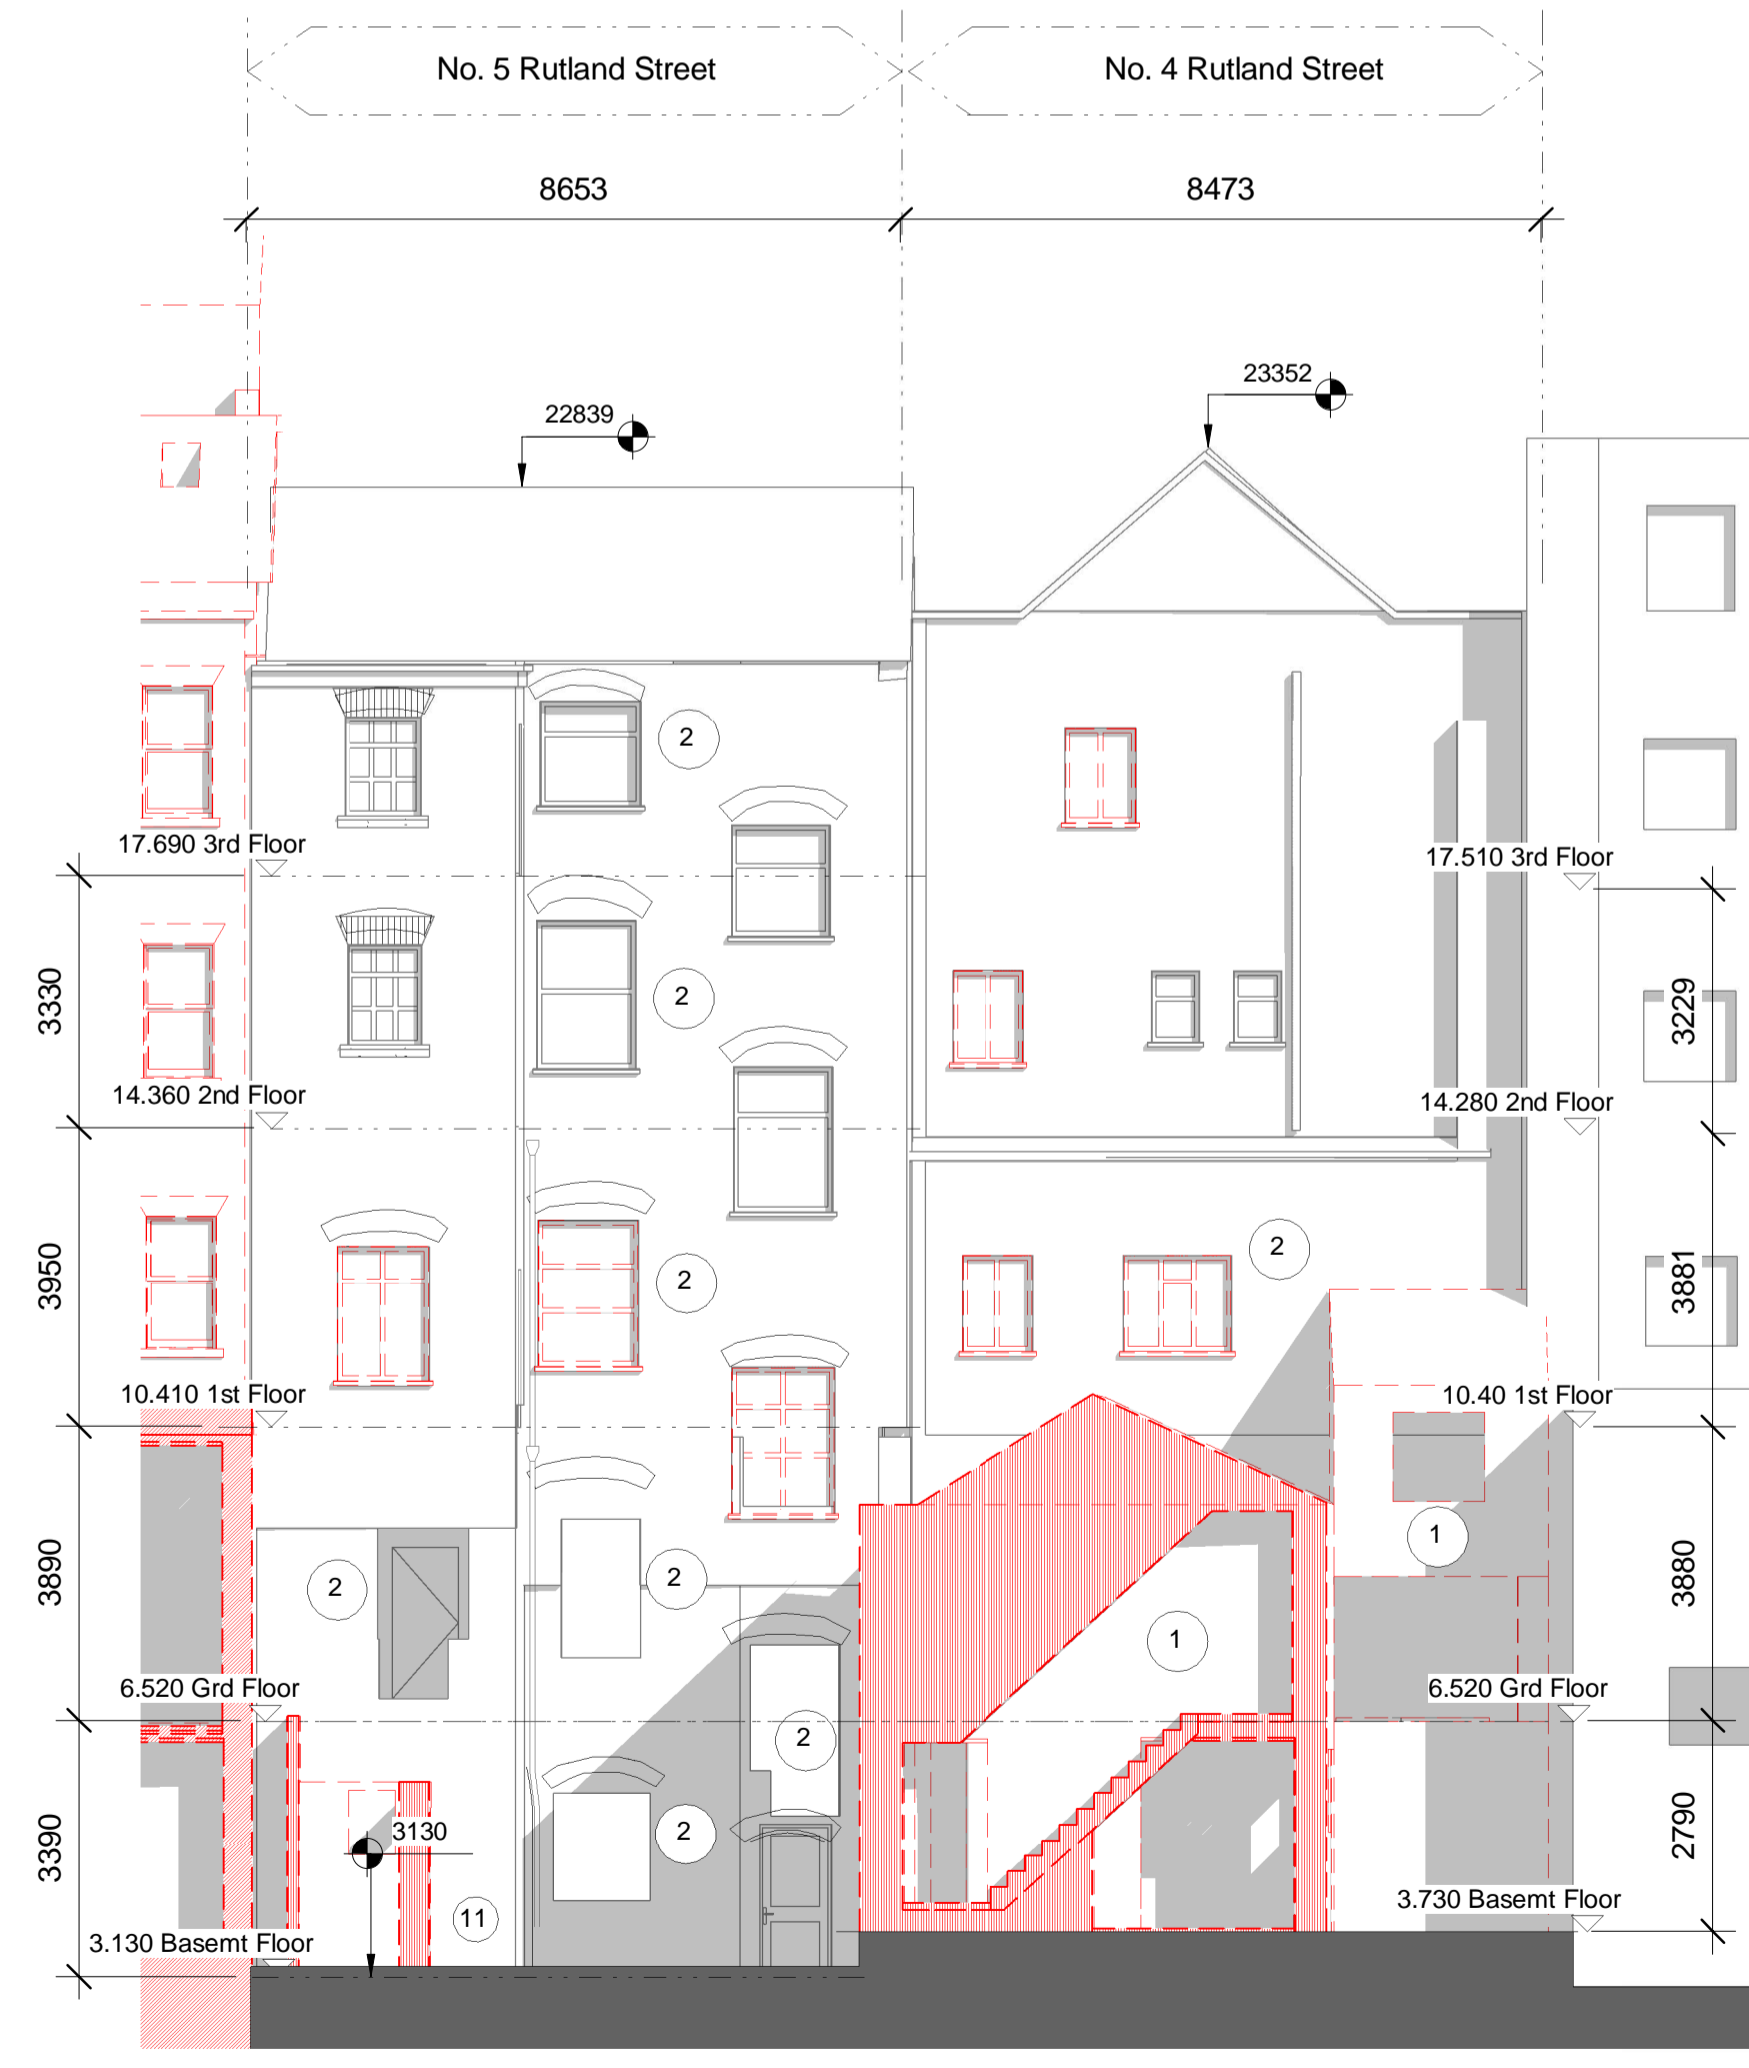 No. 5 Rutland Street
No. 4 Rutland Street
8653
8473
23352
22839
2
17.690 3rd Floor
17.510 3rd Floor
3330
2
3229
14.360 2nd Floor
14.280 2nd Floor
2
3950
2
3881
10.410 1st Floor
10.40 1st Floor
1
3890
2
2
3880
1
6.520 Grd Floor
6.520 Grd Floor
2
3390
3130
2
2790
11
3.730 Basemt Floor
3.130 Basemt Floor